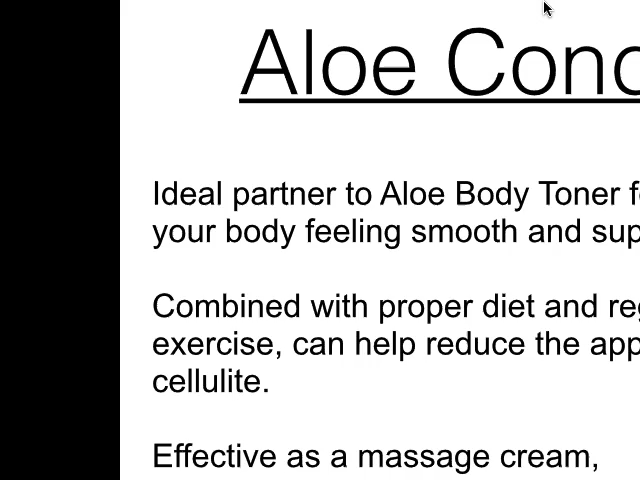 Aloe Conc
Ideal partner to Aloe Body Toner f
your body feeling smooth and sup
Combined with proper diet and reg
exercise, can help reduce the app
cellulite.
Effective as a massage cream,